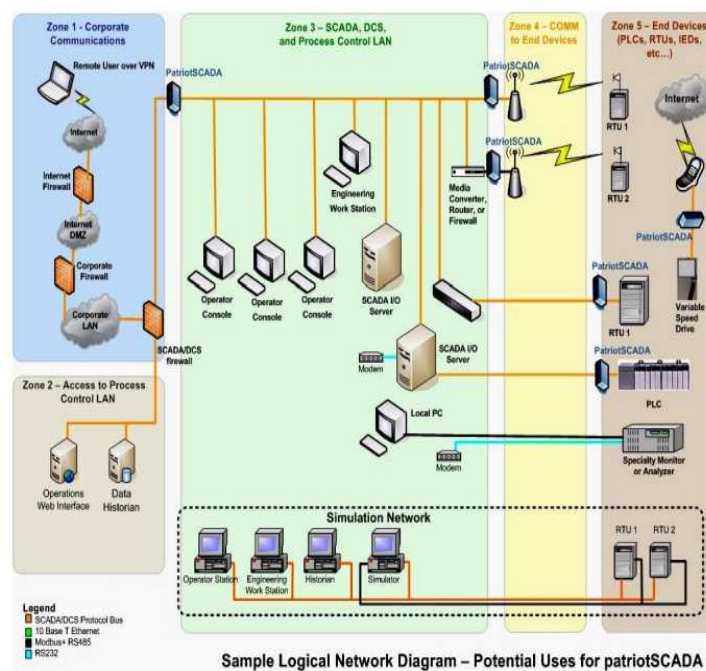 Zone 1 - Corporate
Communications
Remote User over VPN
Internet
Internet
Firewall
Internet
DMZ
Corporate
Firewall
Corporate
LAN
SCADA/DCS
firewall
Zone 2 – Access to Process
Control LAN
Operations
Web Interface
Data
Historian
Zone 3 – SCADA, DCS,
and Process Control LAN
PatriotSCADA
Engineering
Work Station
Operator
Console
Operator
Console
Operator
Console
SCADA I/O
Server
Media
Converter,
Router, or
Firewall
Modem
SCADA I/O
Server
Local PC
Modem
Zone 4 – COMM
to End Devices
PatriotSCADA
PatriotSCADA
Zone 5 - End Devices
(PLCs, RTUs, IEDs,
etc...)
RTU 1
Internet
RTU 2
PatriotSCADA
PatriotSCADA
RTU 1
Variable
Speed
Drive
PatriotSCADA
PLC
Specialty Monitor
or Analyzer
Simulation Network
Operator Station
Engineering
Work Station
Historian
Simulator
RTU 1
RTU 2
Legend
SCADA/DCS Protocol Bus
10 Base T Ethernet
Modbus+ RS485
RS232
Sample Logical Network Diagram – Potential Uses for patriotSCADA